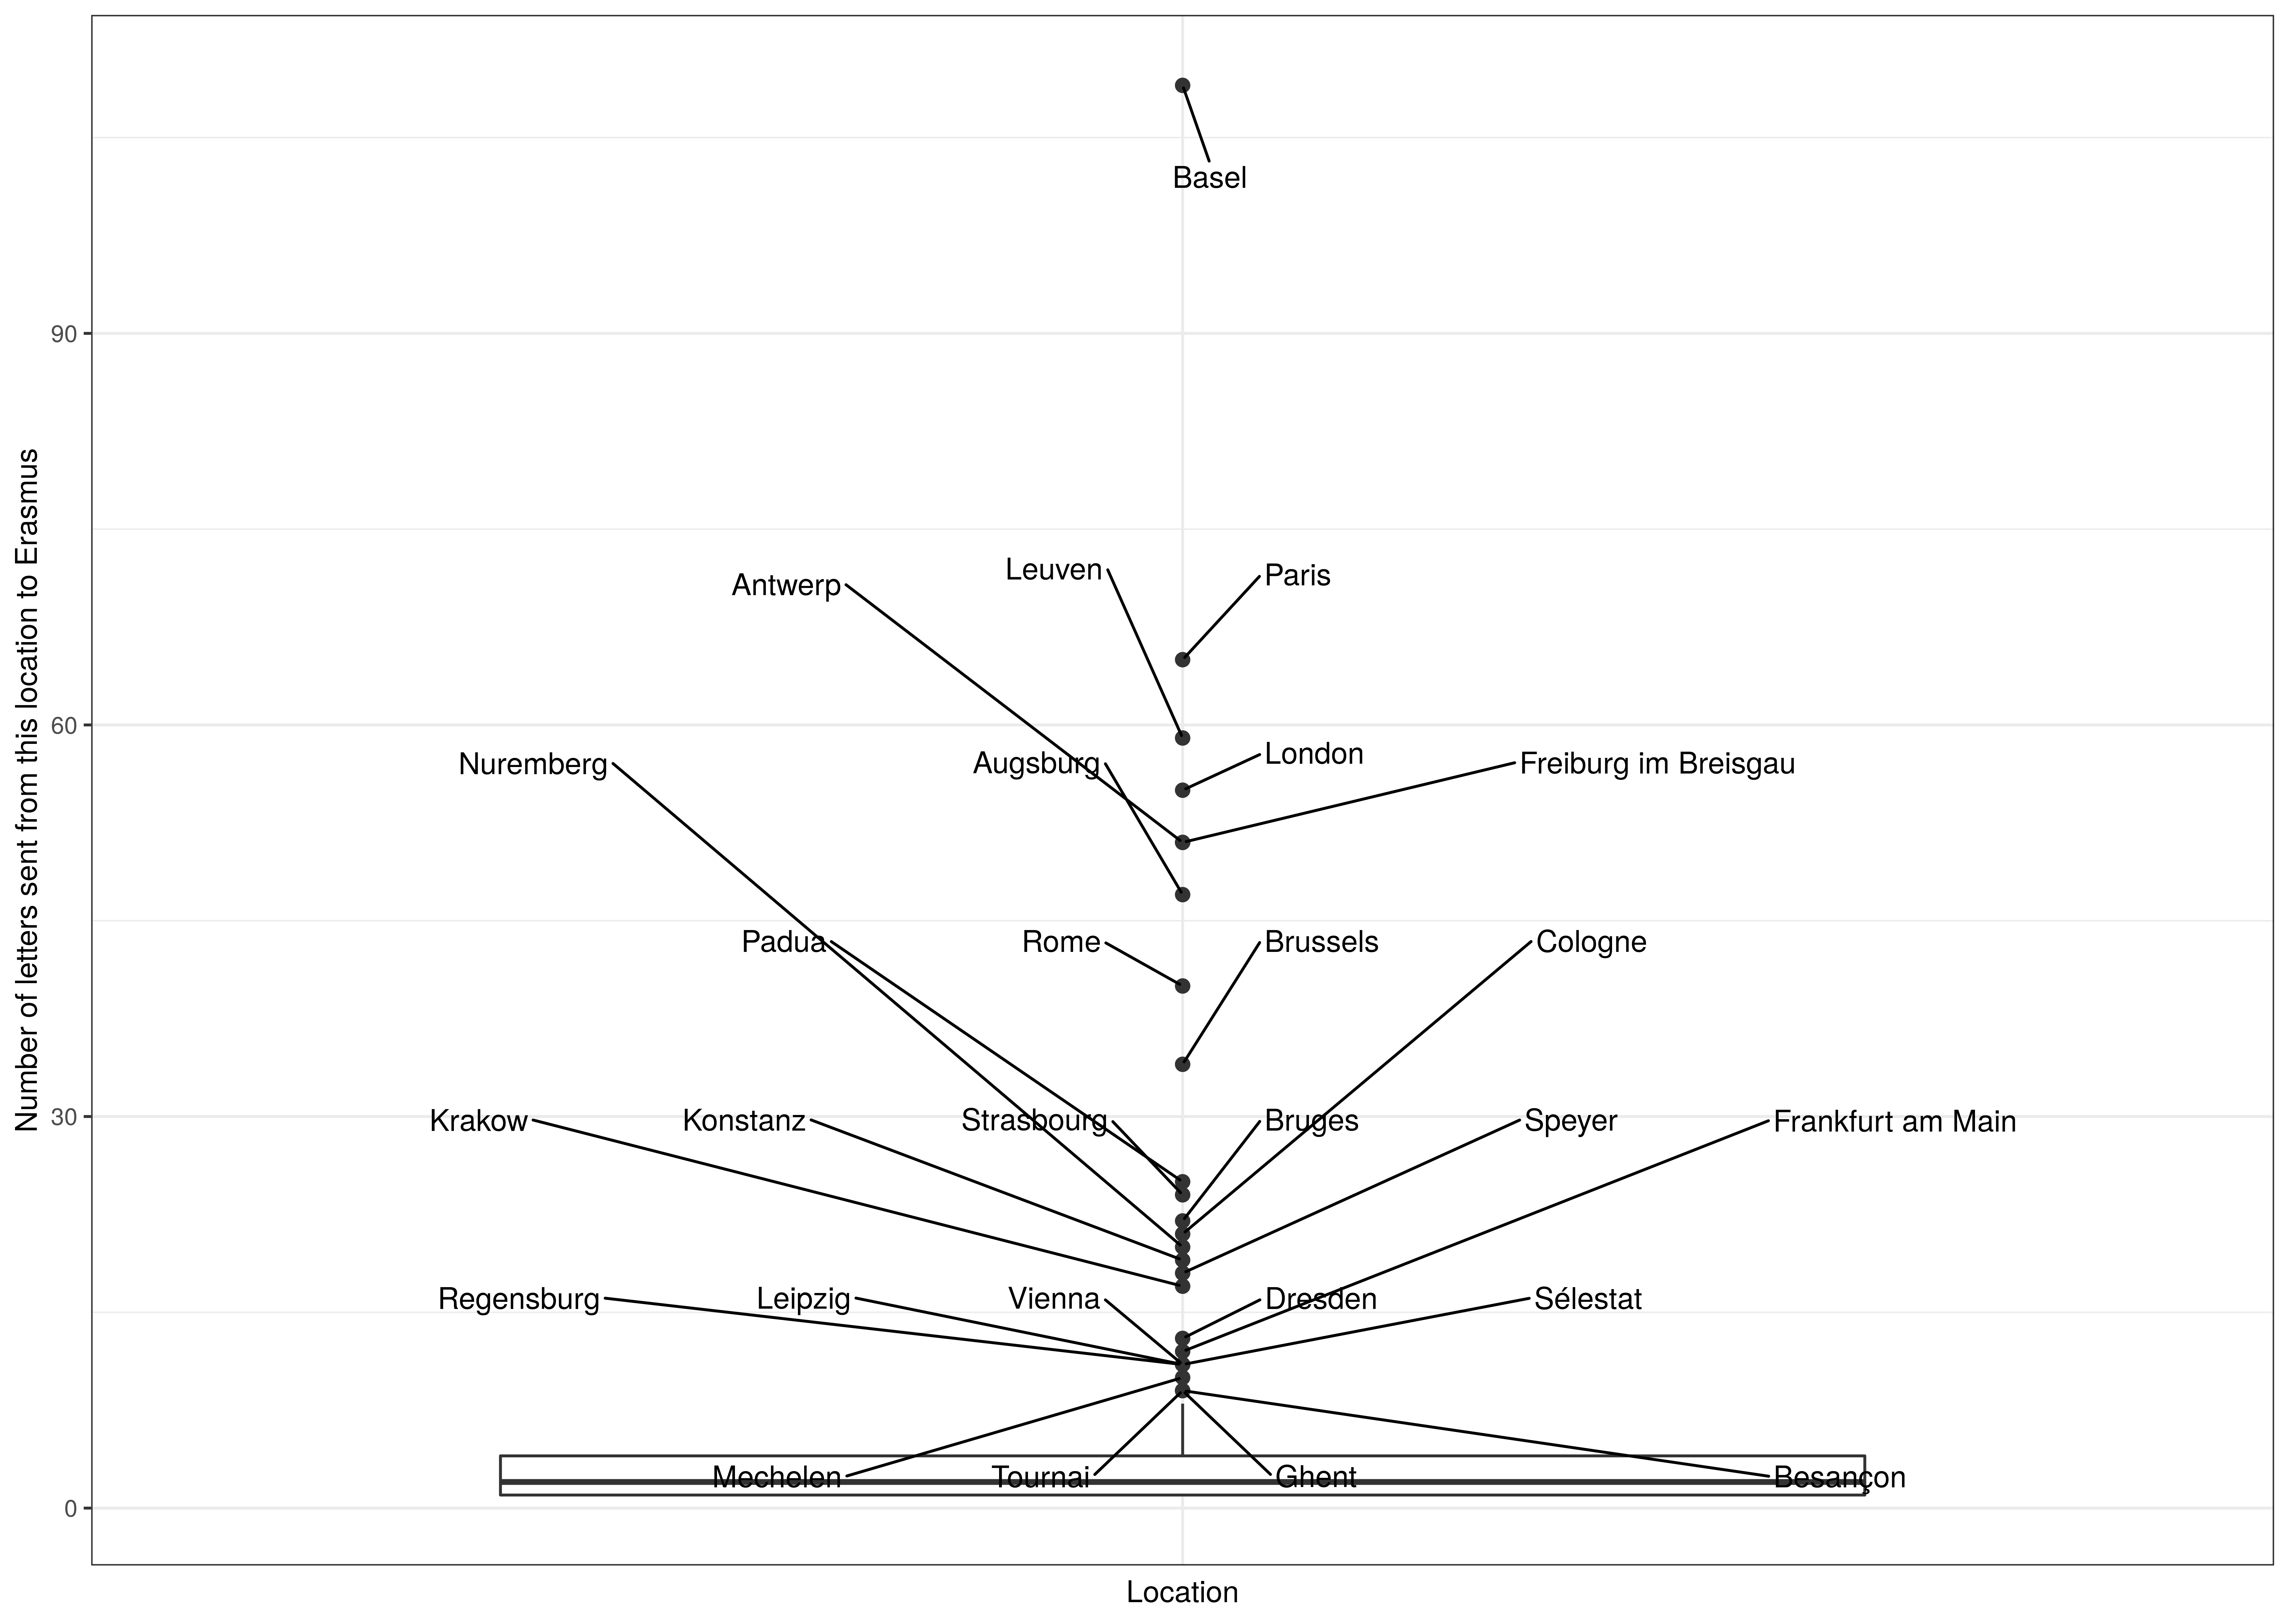 Number of letters sent from this location to Erasmus
Basel
90
Leuven
Paris
Antwerp
60
London
Nuremberg
Augsburg
Freiburg im Breisgau
Padua
Rome
Brussels
Cologne
30
Krakow
Konstanz
Strasbourg
Bruges
Speyer
Frankfurt am Main
Regensburg
Leipzig
Vienna
Dresden
Sélestat
Mechelen
Tournai
Ghent
Besançon
0
Location